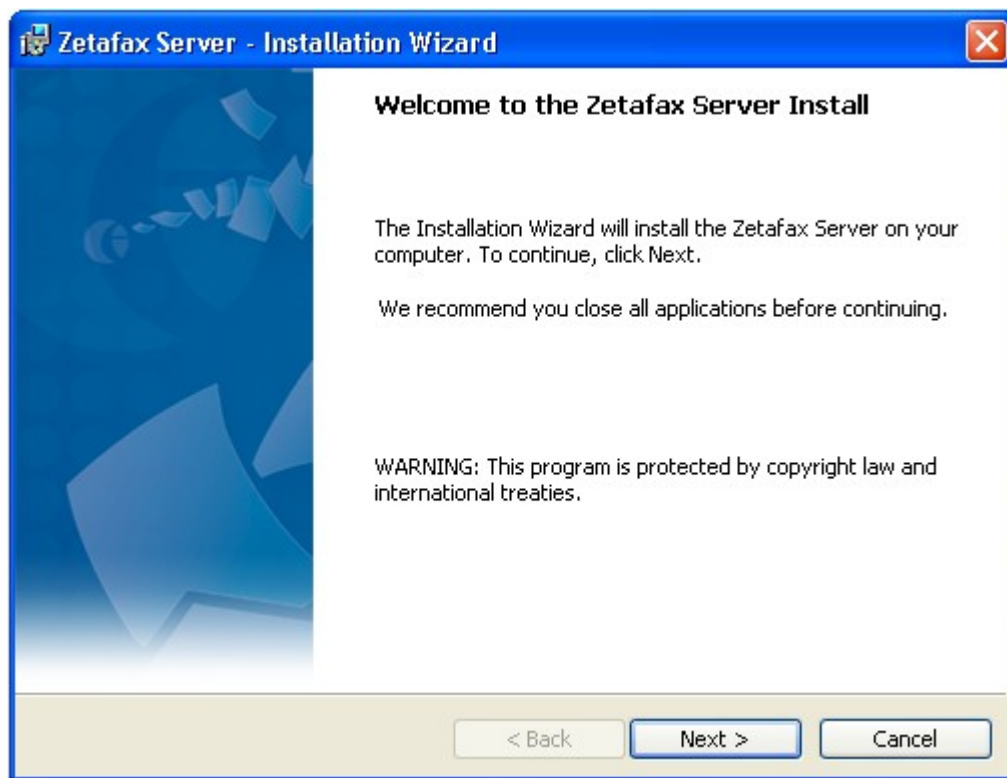 Zetafax Server - Installation Wizard
Welcome to the Zetafax Server Install
The Installation Wizard will install the Zetafax Server on your
computer. To continue, click Next.
We recommend you close all applications before continuing.
WARNING: This program is protected by copyright law and
international treaties.
< Back Next > Cancel